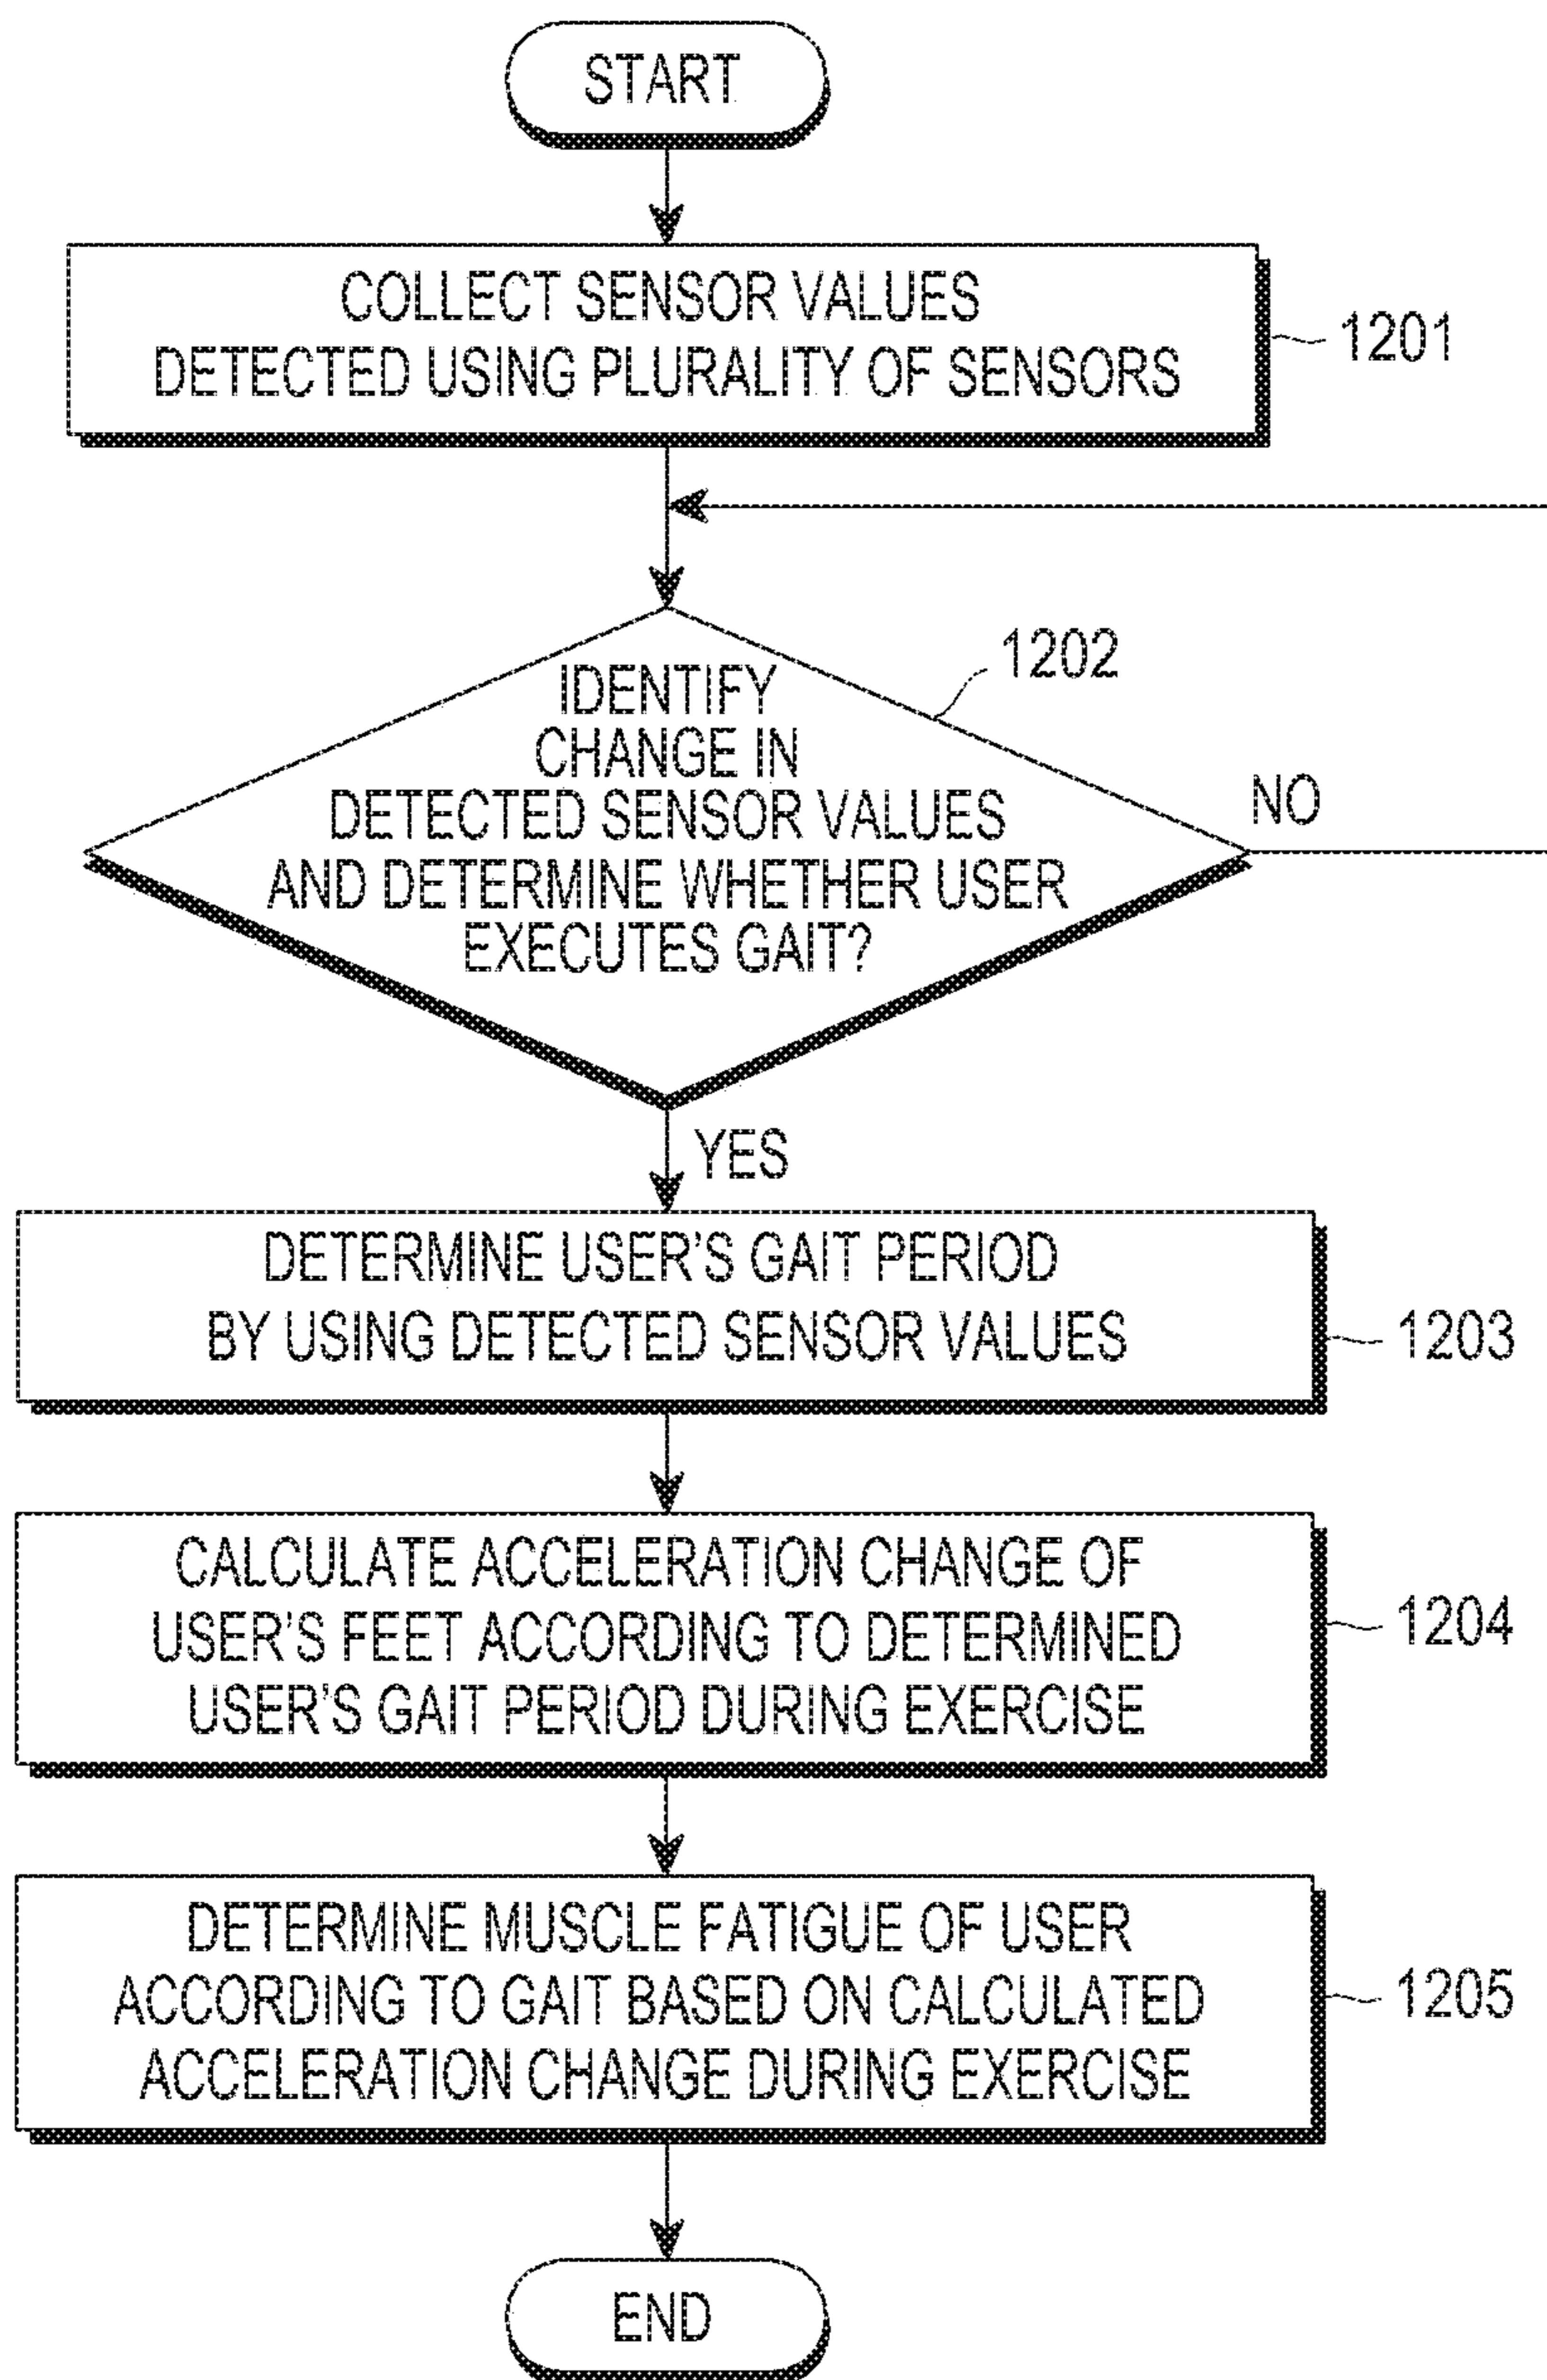 START
COLLECT SENSOR VALUES
DETECTED USING PLURALITY OF SENSORS
1201
IDENTIFY
CHANGE IN
DETECTED SENSOR VALUES
AND DETERMINE WHETHER USER
EXECUTES GAIT?
1202
NO
YES
DETERMINE USER'S GAIT PERIOD
BY USING DETECTED SENSOR VALUES
1203
CALCULATE ACCELERATION CHANGE OF
USER'S FEET ACCORDING TO DETERMINED
USER'S GAIT PERIOD DURING EXERCISE
1204
DETERMINE MUSCLE FATIGUE OF USER
ACCORDING TO GAIT BASED ON CALCULATED
ACCELERATION CHANGE DURING EXERCISE
1205
END